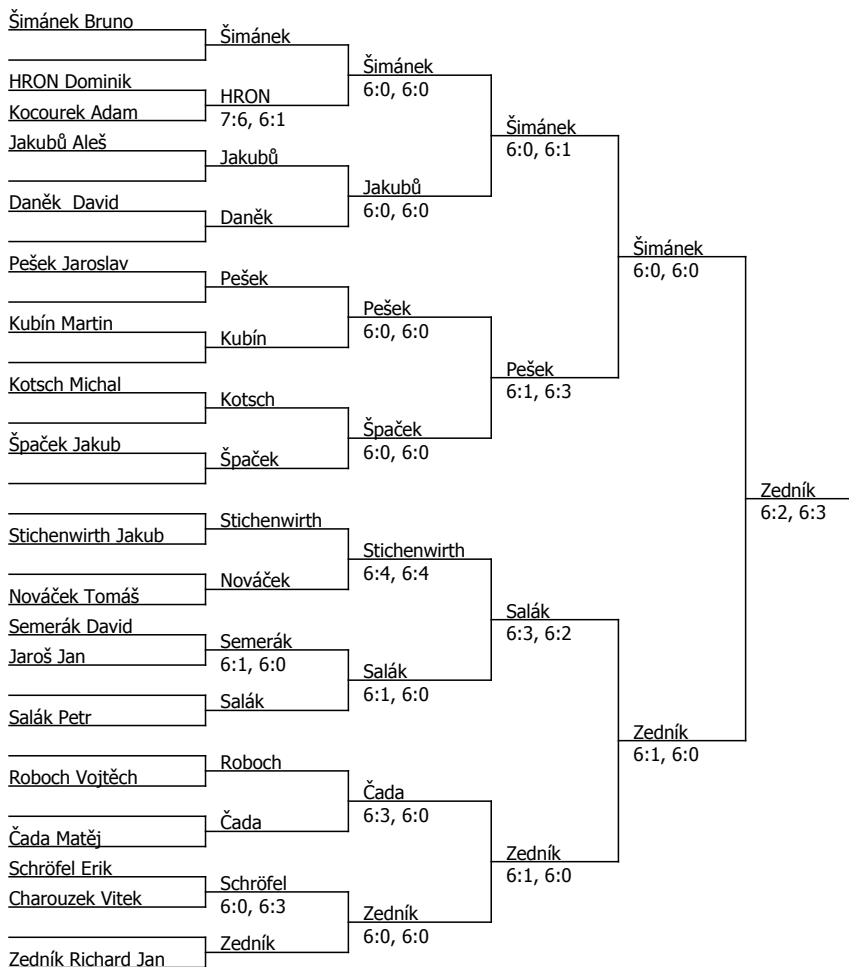 Šimánek Bruno
HRON Dominik
Kocourek Adam
Jakubů Aleš
Daněk  David
Pešek Jaroslav
Kubín Martin
Kotsch Michal
Špaček Jakub
Stichenwirth Jakub
Nováček Tomáš
Semerák David
Jaroš Jan
Salák Petr
Roboch Vojtěch
Čada Matěj
Schröfel Erik
Charouzek Vitek
Zedník Richard Jan
Šimánek
HRON
7:6, 6:1
Jakubů
Daněk
Pešek
Kubín
Kotsch
Špaček
Stichenwirth
Nováček
Semerák
6:1, 6:0
Salák
Roboch
Čada
Schröfel
6:0, 6:3
Zedník
Šimánek
6:0, 6:0
Jakubů
6:0, 6:0
Pešek
6:0, 6:0
Špaček
6:0, 6:0
Stichenwirth
6:4, 6:4
Salák
6:1, 6:0
Čada
6:3, 6:0
Zedník
6:0, 6:0
Šimánek
6:0, 6:1
Pešek
6:1, 6:3
Salák
6:3, 6:2
Zedník
6:1, 6:0
Šimánek
6:0, 6:0
Zedník
6:1, 6:0
Zedník
6:2, 6:3